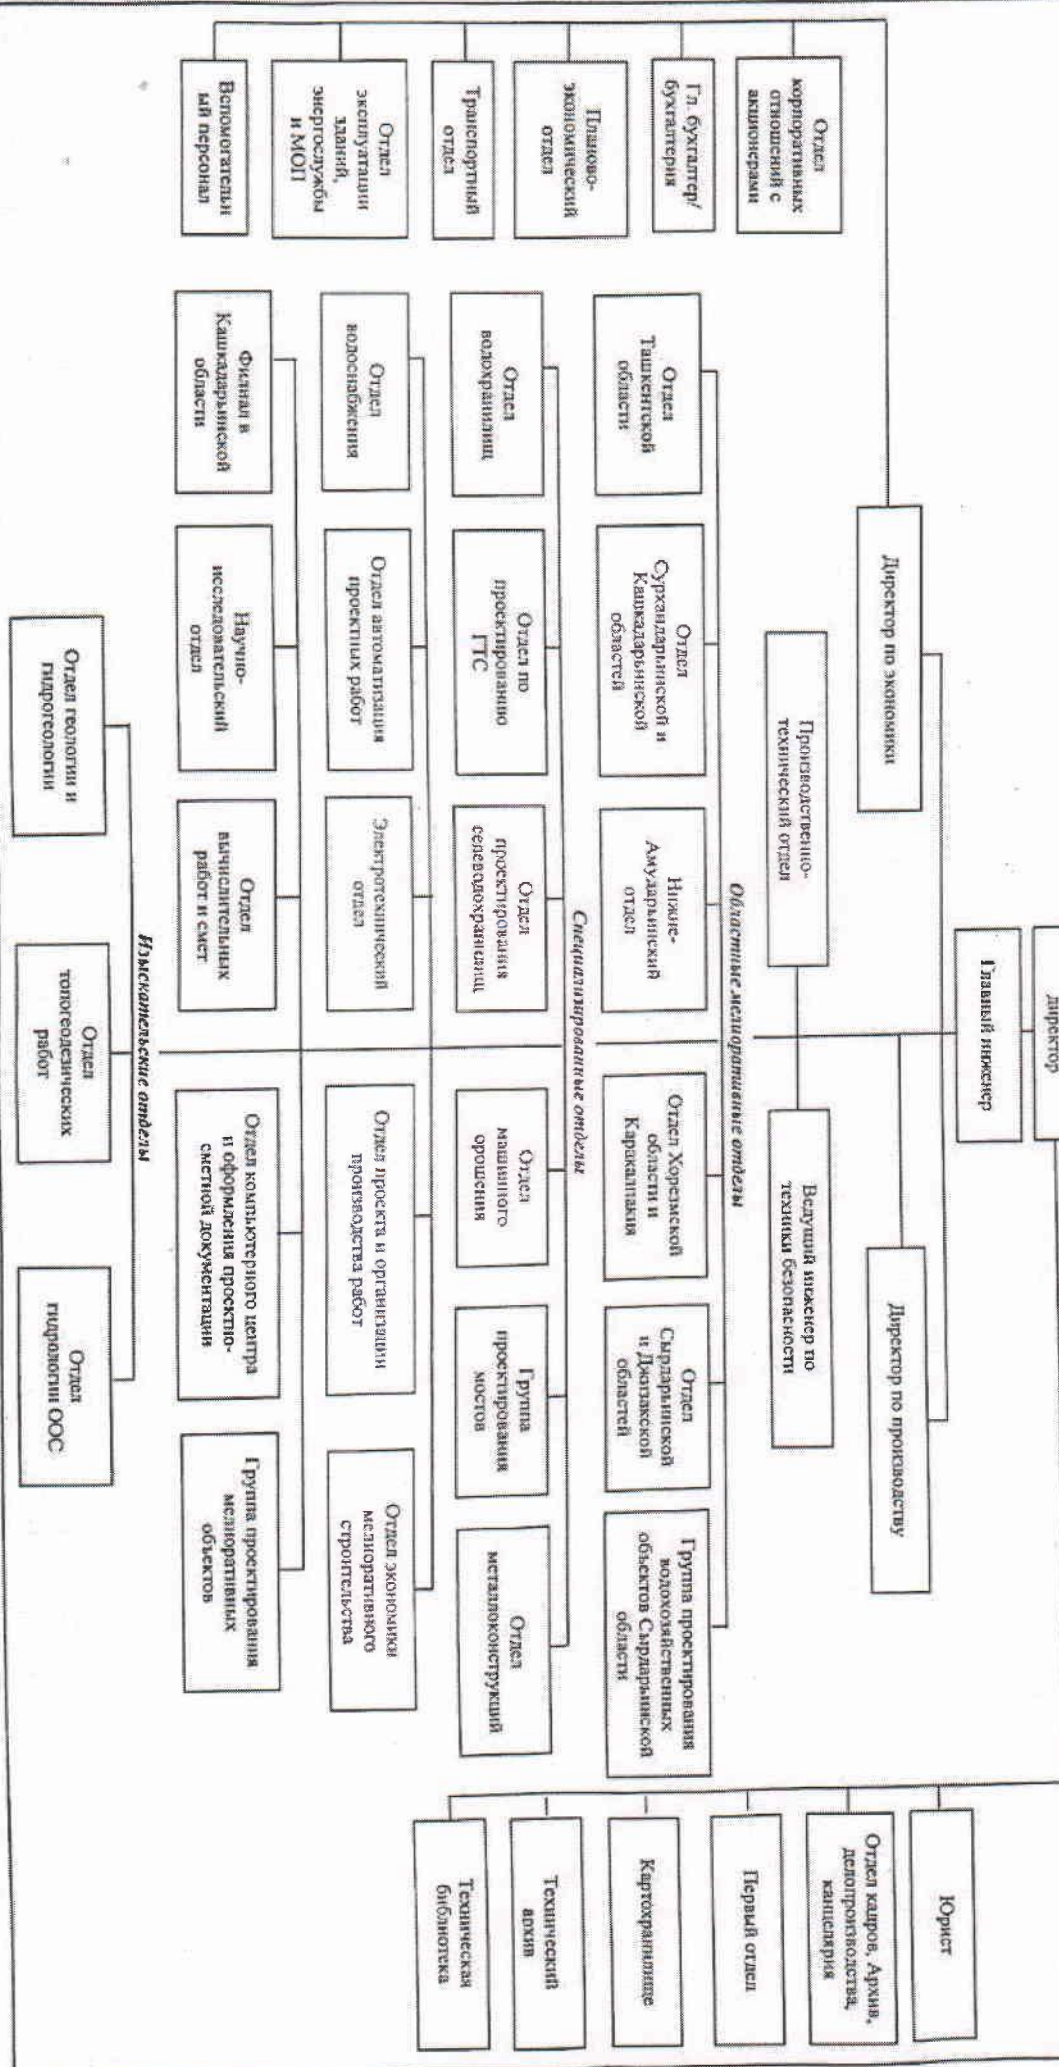 директор
Главный инженер
Директор по экономики
Директор по производству
Производственно-
технический отдел
Ведущий инженер по
техники безопасности
Юрист
Отдел кадров, Архив,
делопроизводства,
канцелярия
Первый отдел
Картохранилище
Технический
архив
Техническая
библиотека
Отдел
корпоративных
отношений с
акционерами
Гл. бухгалтер/
бухгалтерия
Планово-
экономический
отдел
Транспортный
отдел
Отдел
эксплуатации
зданий,
энергослужбы
и МОП
Вспомогательн
ый персонал
Областные мелиоративные отделы
Отдел
Ташкентской
области
Отдел
Сурхандарьинской и
Кашкадарьинской
областей
Нижне-
Амударьинский
отдел
Отдел Хорезмской
области и
Каракалпакия
Отдел
Сырдарьинской
и Джизакской
областей
Группа проектирования
водохозяйственных
объектов Сырдарьинской
области
Специализированные отделы
Отдел
водохранилищ
Отдел по
проектированию
ГТС
Отдел
проектирования
селеводохранилищ
Отдел
машинного
орошения
Группа
проектирования
мостов
Отдел
металлоконструкций
Отдел
водоснабжения
Отдел автоматизация
проектных работ
Электротехнический
отдел
Отдел проекта и организации
производства работ
Отдел экономики
мелиоративного
строительства
Филиал в
Кашкадарьинской
области
Научно-
исследовательский
отдел
Отдел
вычислительных
работ и смет
Отдел компьютерного центра
и оформления проектно-
сметной документации
Группа проектирования
мелиоративных
объектов
Изыскательские отделы
Отдел геологии и
гидрогеологии
Отдел
топогеодезических
работ
Отдел
гидрологии ООС